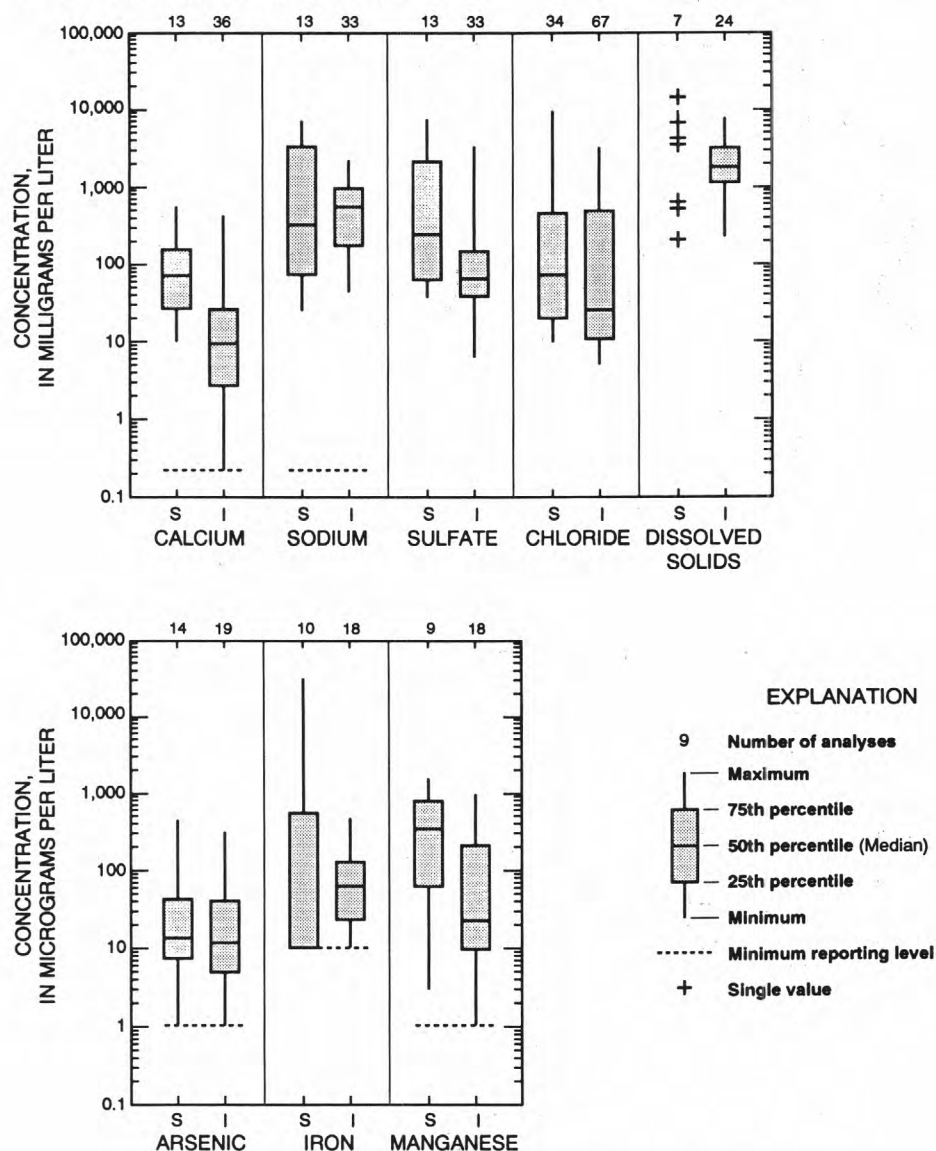 13 36 13 33 13 33 34 67 7 24
100,000
10,000
1,000
100
10
1
0.1
CONCENTRATION,
IN MILLIGRAMS PER LITER
S I S I S I S I S I
CALCIUM SODIUM SULFATE CHLORIDE DISSOLVED
SOLIDS
14 19 10 18 9 18
100,000
10,000
1,000
100
10
1
0.1
CONCENTRATION,
IN MICROGRAMS PER LITER
S I S I S I
ARSENIC IRON MANGANESE
EXPLANATION
9 Number of analyses
Maximum
75th percentile
50th percentile (Median)
25th percentile
Minimum
Minimum reporting level
+ Single value